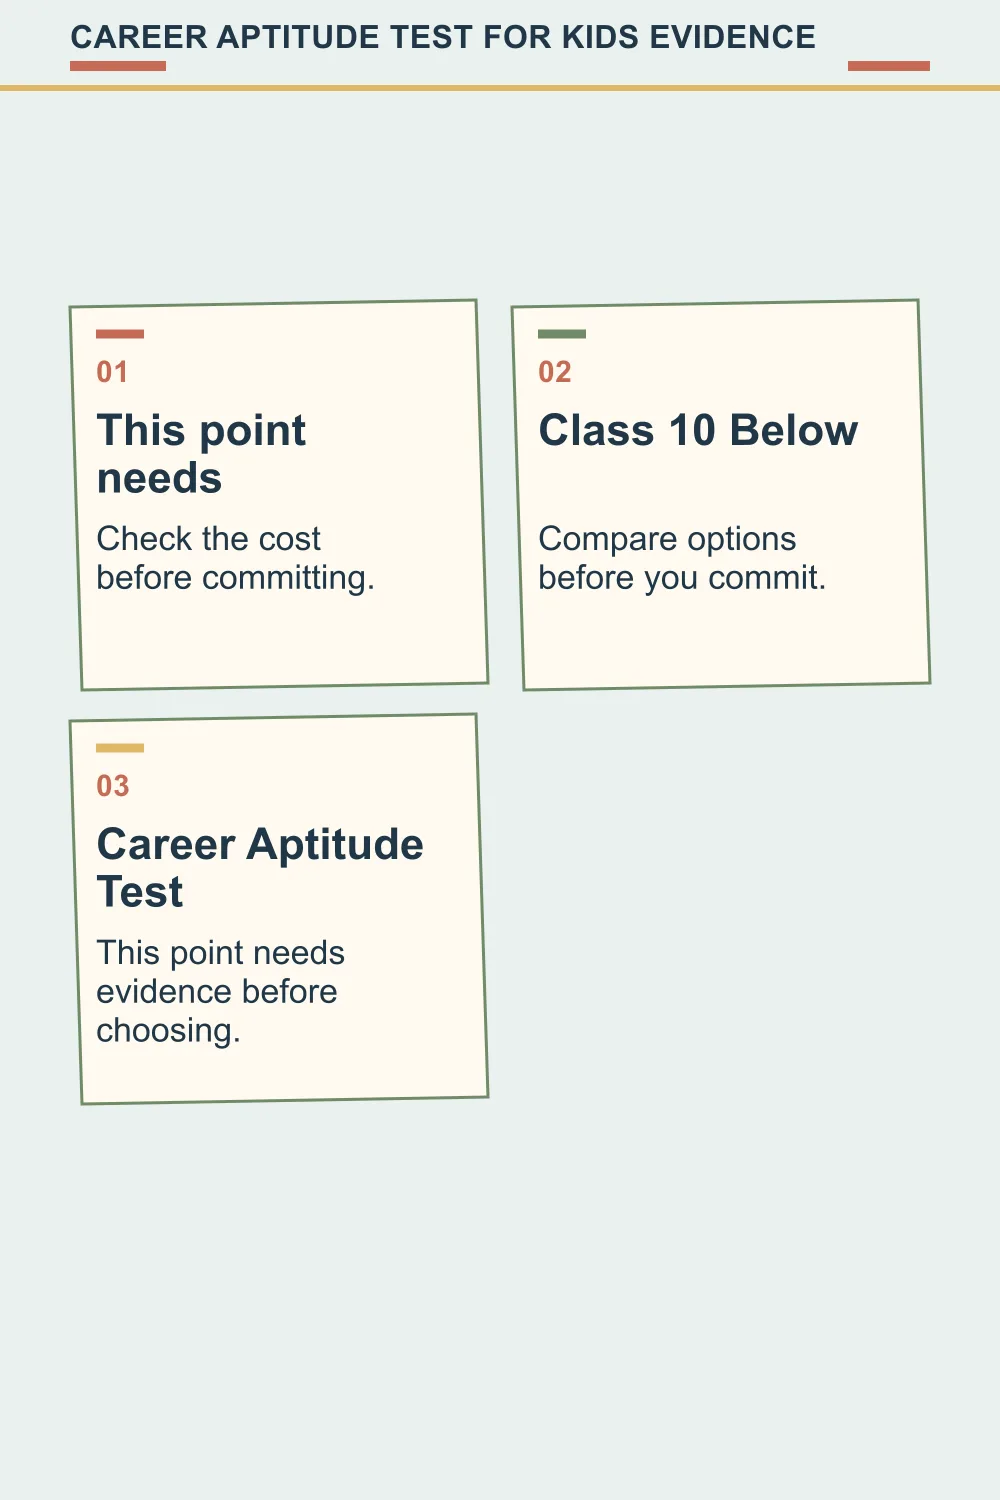 CAREER APTITUDE TEST FOR KIDS EVIDENCE
01
This point
needs
Check the cost
before committing.
02
Class 10 Below
Compare options
before you commit.
03
Career Aptitude
Test
This point needs
evidence before
choosing.